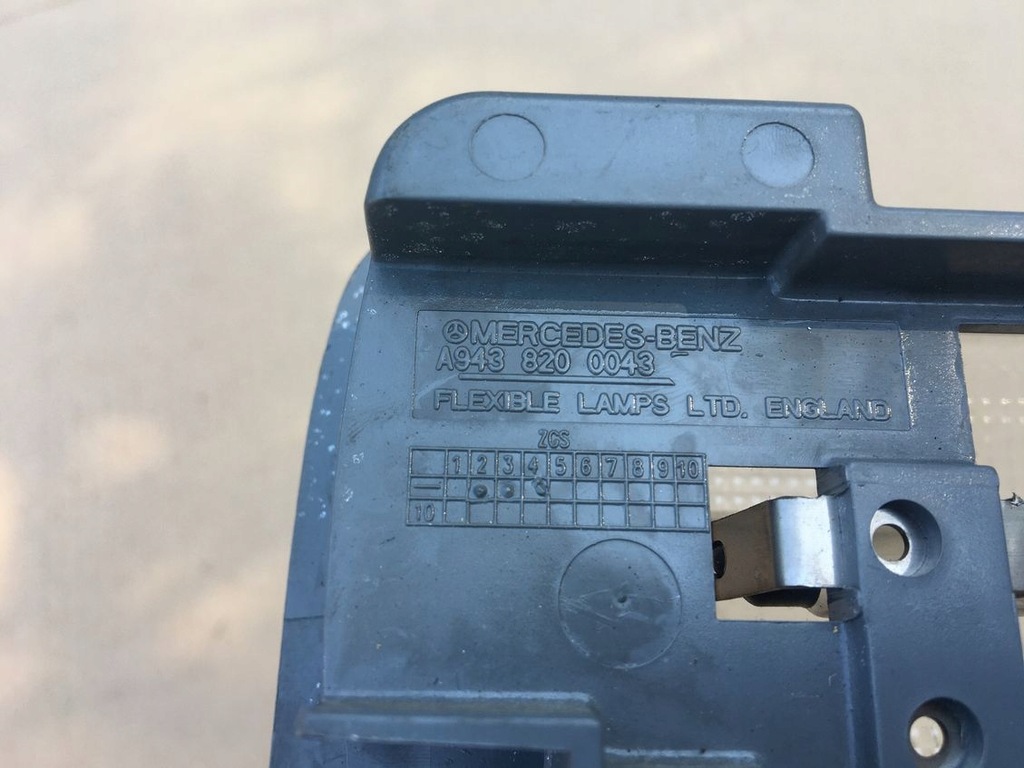 MERCEDES-BENZ
A943 820 0043
FLEXIBLE LAMPS LTD. ENGLAND
ZGS
1 2 3 4 5 6 7 8 9 10
10